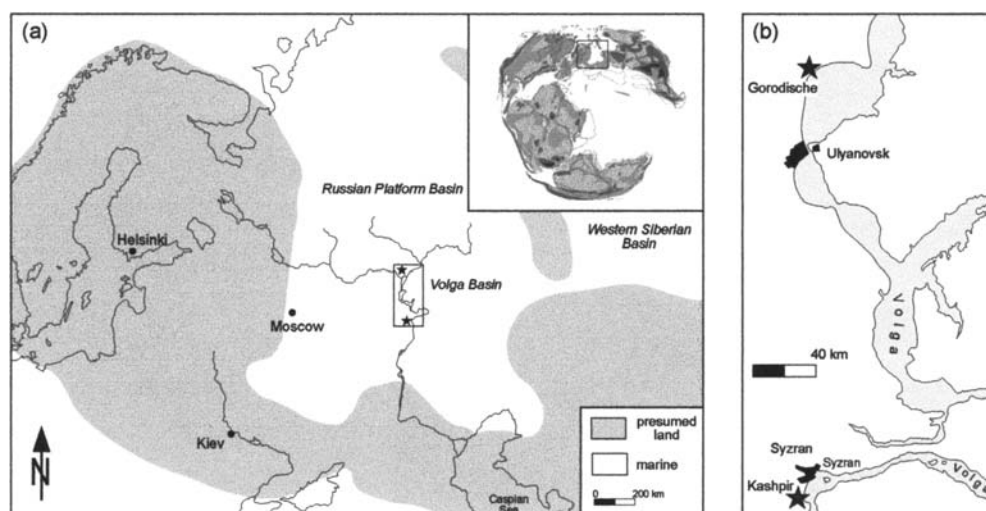 (a)
Russian Platform Basin
Western Siberian
Basin
Helsinki
Volga Basin
Moscow
Kiev
N
Caspian
Sea
presumed
land
marine
0 200 km
(b)
Gorodische
Ulyanovsk
Volga
40 km
Syzran
Syzran
Kashpir
Volga